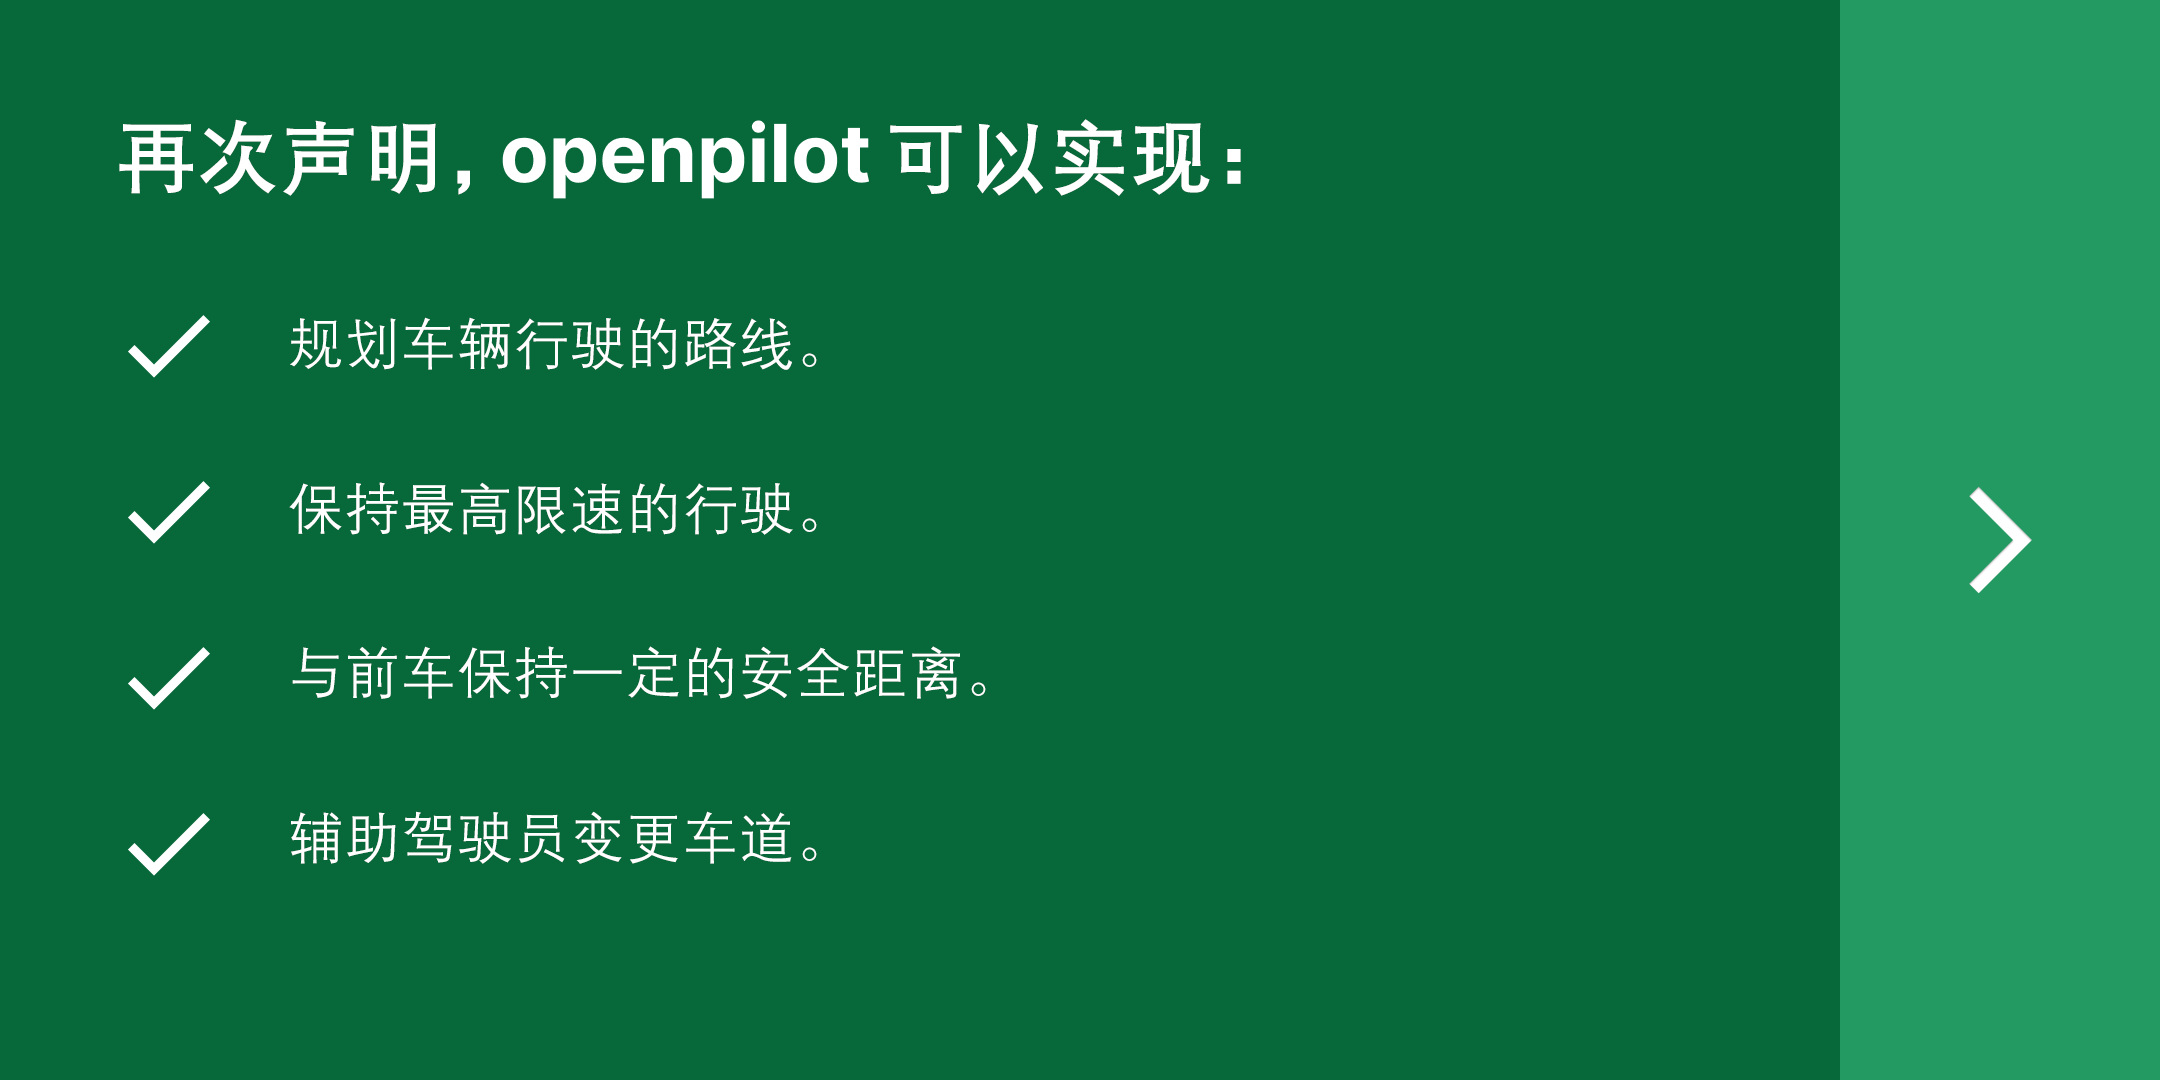 再次声明, openpilot 可以实现:
规划车辆行驶的路线。
保持最高限速的行驶。
与前车保持一定的安全距离。
辅助驾驶员变更车道。